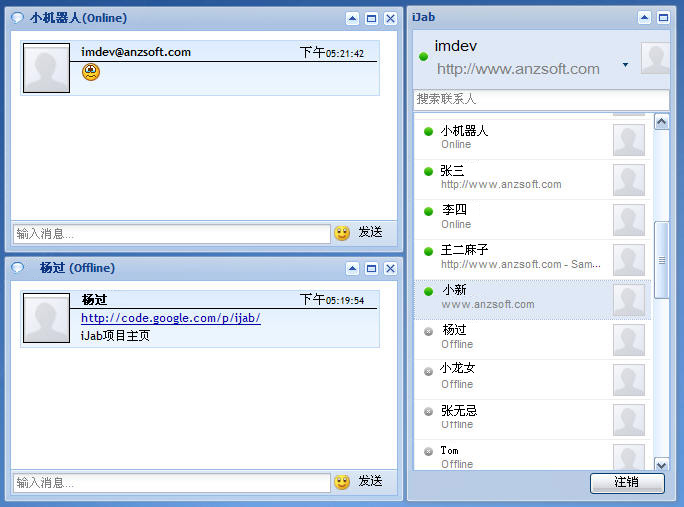 小机器人(Online)
imdev@anzsoft.com 下午05:21:42
输入消息... 发送
杨过 (Offline)
杨过 下午05:19:54
http://code.google.com/p/ijab/
iJab项目主页
输入消息... 发送
iJab
imdev
http://www.anzsoft.com
搜索联系人
小机器人
Online
张三
http://www.anzsoft.com
李四
Online
王二麻子
http://www.anzsoft.com - Sam...
小新
www.anzsoft.com
杨过
Offline
小龙女
Offline
张无忌
Offline
Tom
Offline
注销